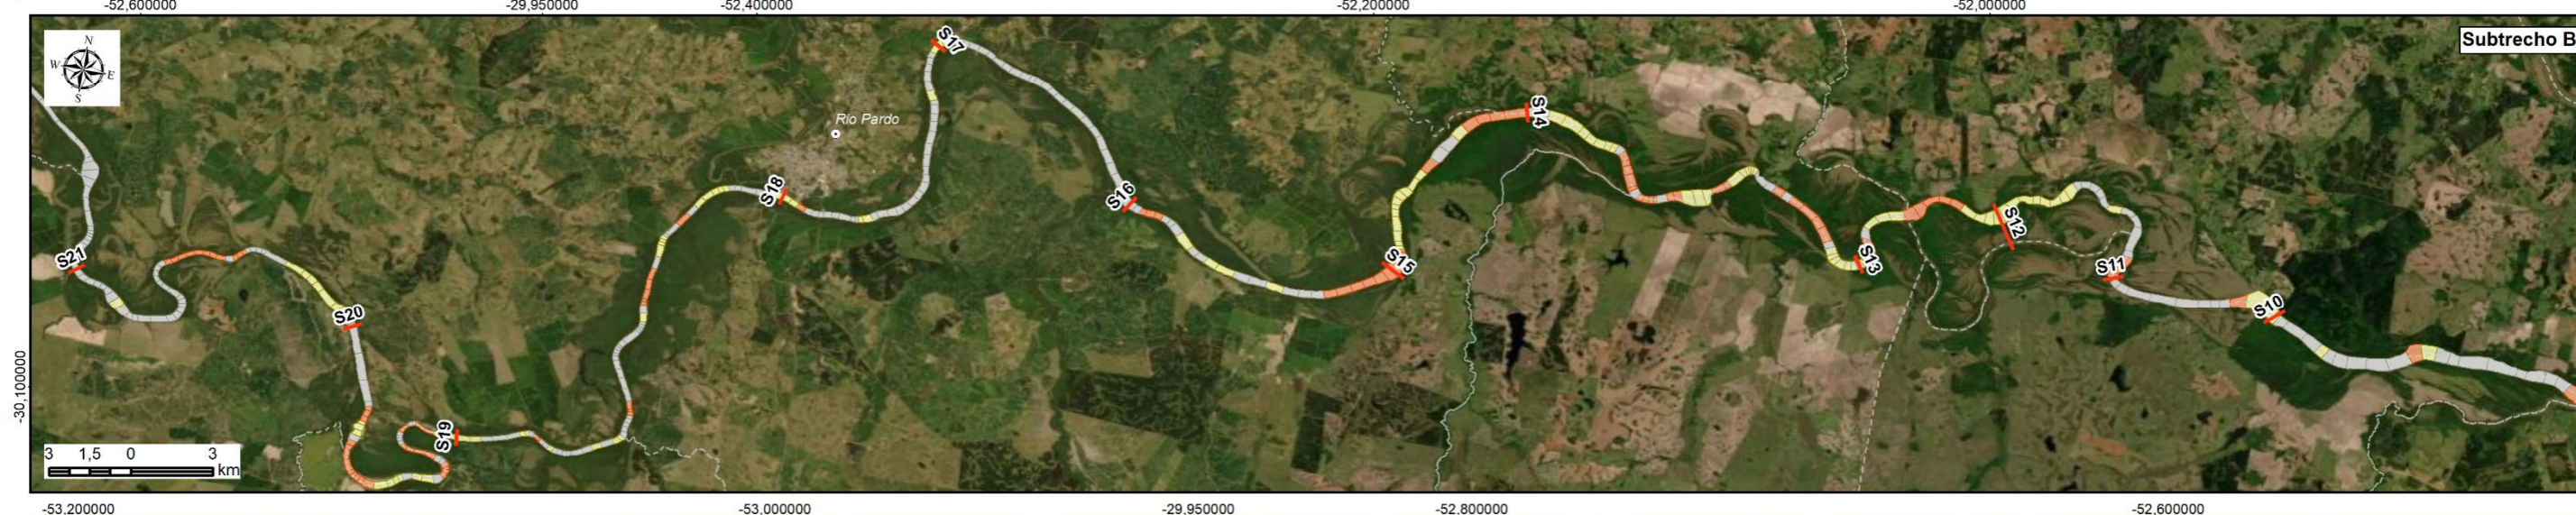 -52,600000 -29,950000 -52,400000 -52,200000 -52,000000
Subtrecho B
N
W E
S
S17
Rio Pardo
S14
S18
S16
S12
S21
S15
S13
S11
S20
S10
-30,100000
S19
3 1,5 0 3
km
-53,200000 -53,000000 -29,950000 -52,800000 -52,600000